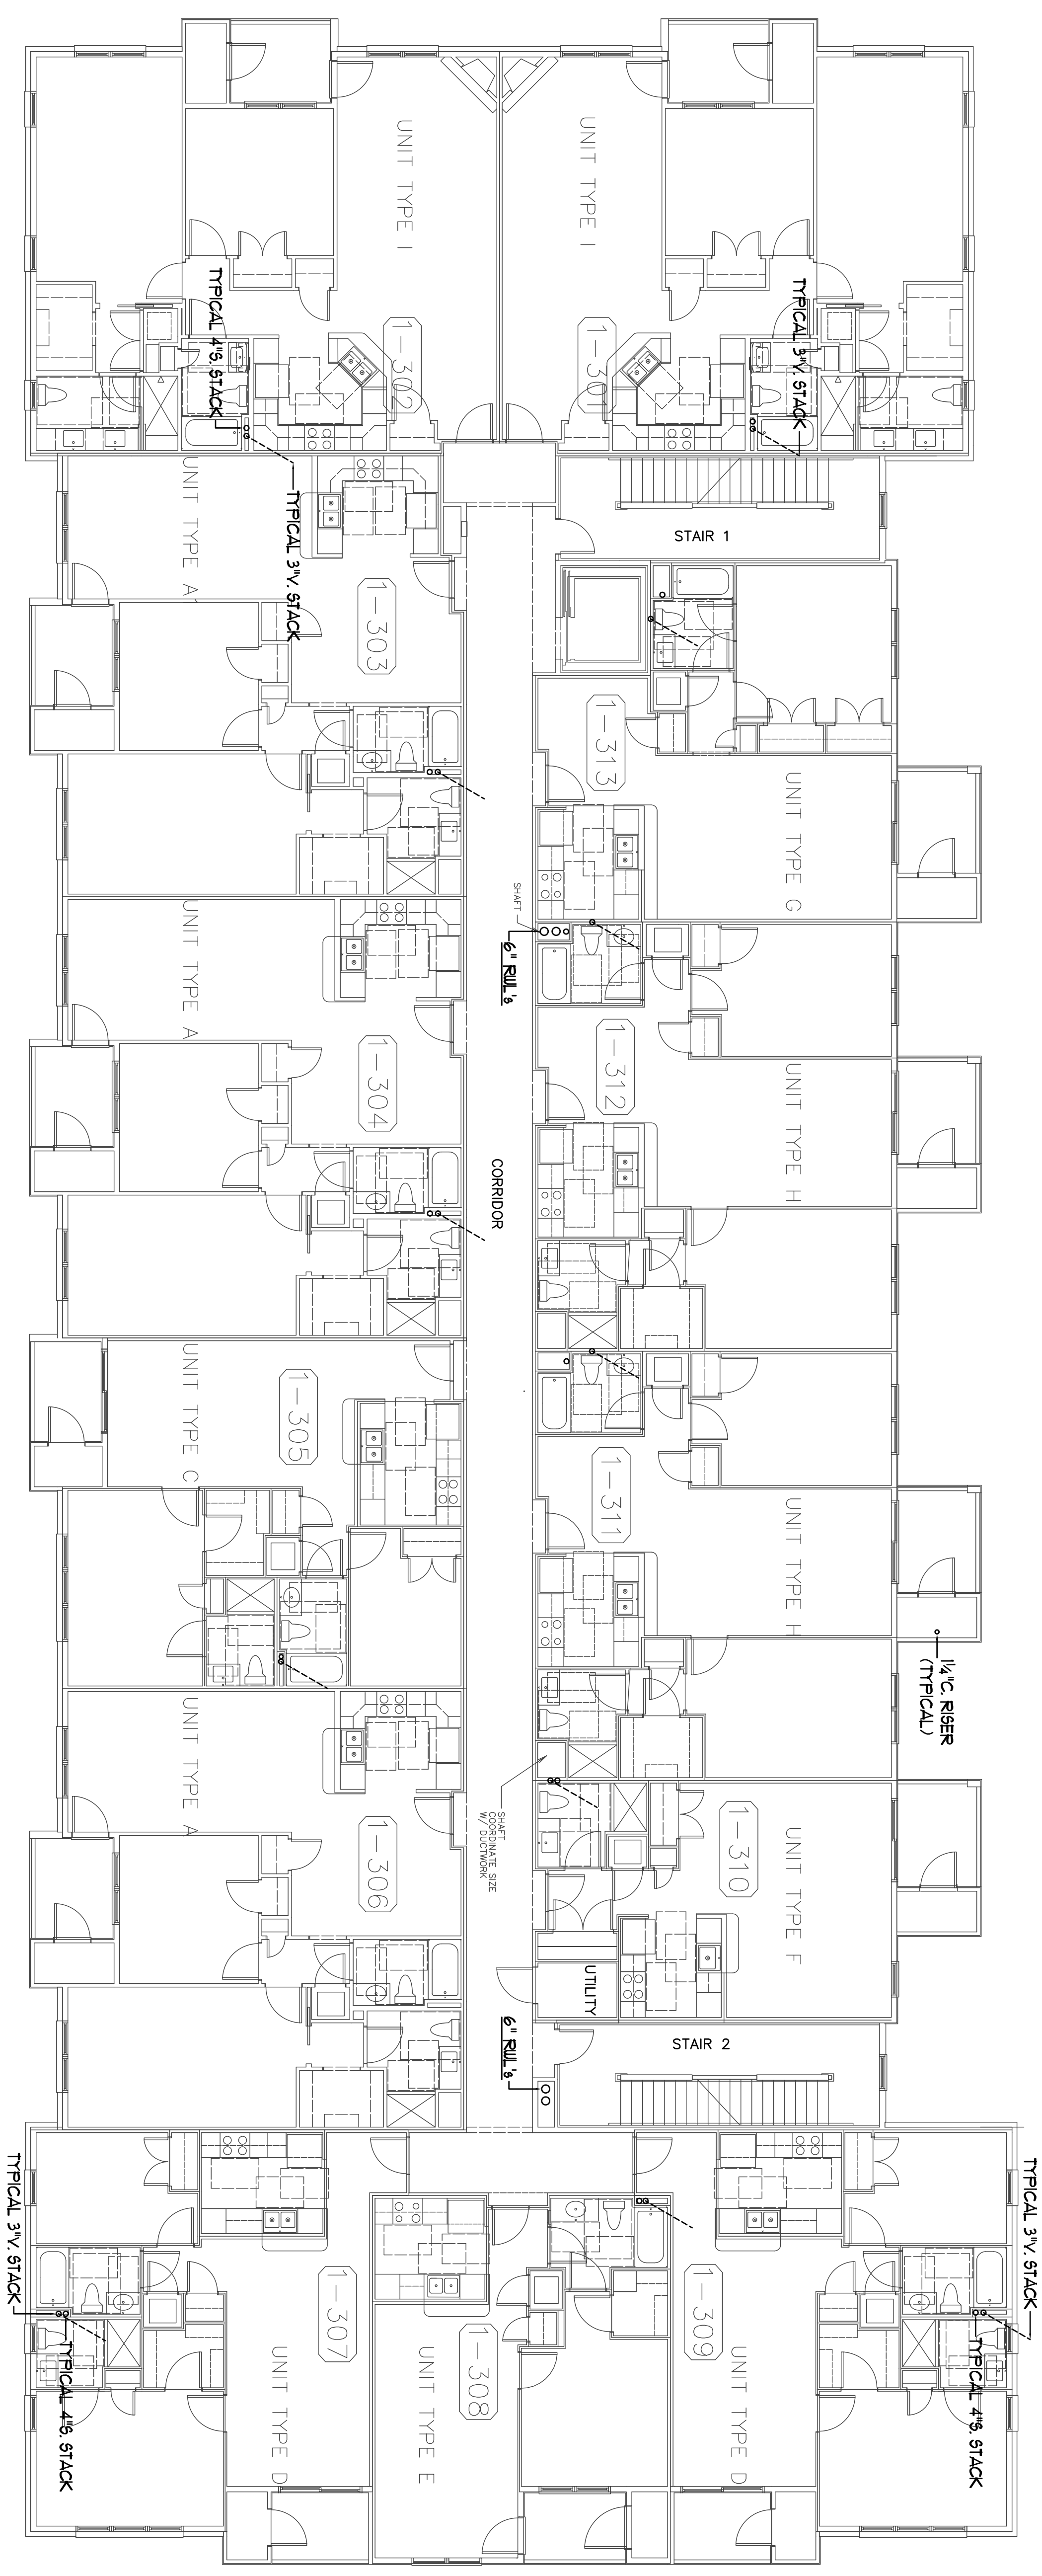 UNIT TYPE I
UNIT TYPE I
TYPICAL 4"S. STACK
1-302
1-301
TYPICAL 3"V. STACK
UNIT TYPE A1
TYPICAL 3"V. STACK
STAIR 1
1-303
1-313
UNIT TYPE G
UNIT TYPE A
SHAFT
6" RWL's
1-304
1-312
UNIT TYPE H
CORRIDOR
UNIT TYPE C
1-305
1-311
UNIT TYPE H
1¼"C. RISER
(TYPICAL)
UNIT TYPE A
1-306
SHAFT
COORDINATE SIZE
W/ DUCTWORK
1-310
UNIT TYPE F
UTILITY
6" RWL's
STAIR 2
TYPICAL 3"V. STACK
TYPICAL 3"V. STACK
1-307
1-308
1-309
TYPICAL 4"S. STACK
UNIT TYPE D
UNIT TYPE E
UNIT TYPE D
TYPICAL 4"S. STACK